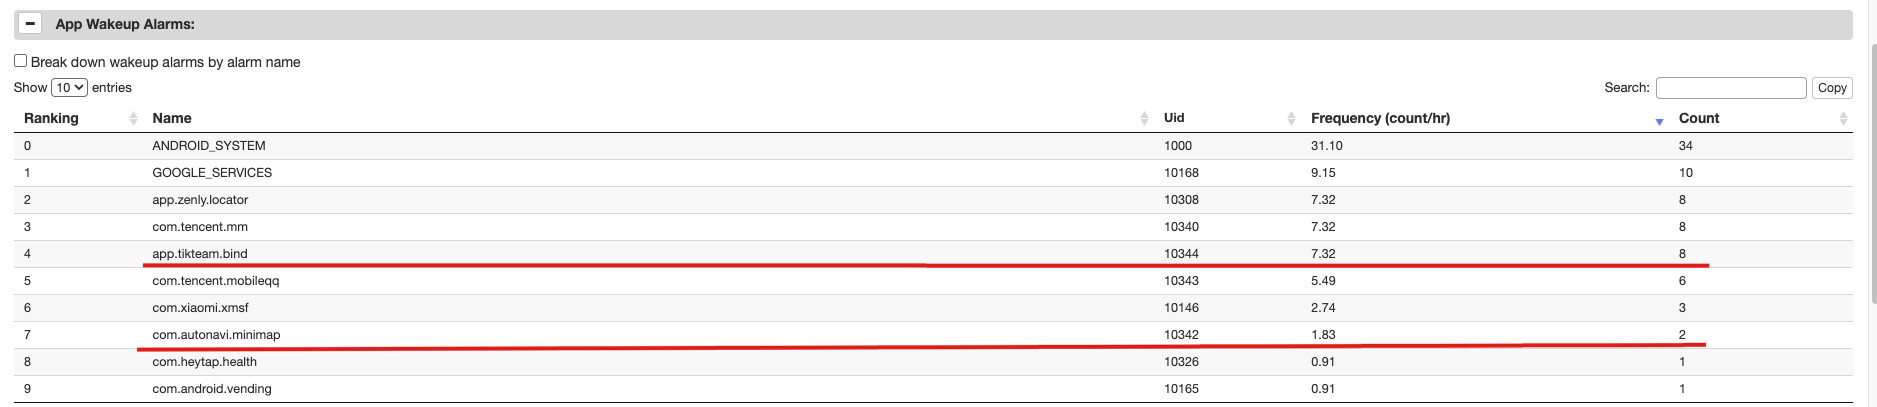 − App Wakeup Alarms:
Break down wakeup alarms by alarm name
Show 10 entries Search: Copy
Ranking Name Uid Frequency (count/hr) Count
0 ANDROID_SYSTEM 1000 31.10 34
1 GOOGLE_SERVICES 10168 9.15 10
2 app.zenly.locator 10308 7.32 8
3 com.tencent.mm 10340 7.32 8
4 app.tikteam.bind 10344 7.32 8
5 com.tencent.mobileqq 10343 5.49 6
6 com.xiaomi.xmsf 10146 2.74 3
7 com.autonavi.minimap 10342 1.83 2
8 com.heytap.health 10326 0.91 1
9 com.android.vending 10165 0.91 1